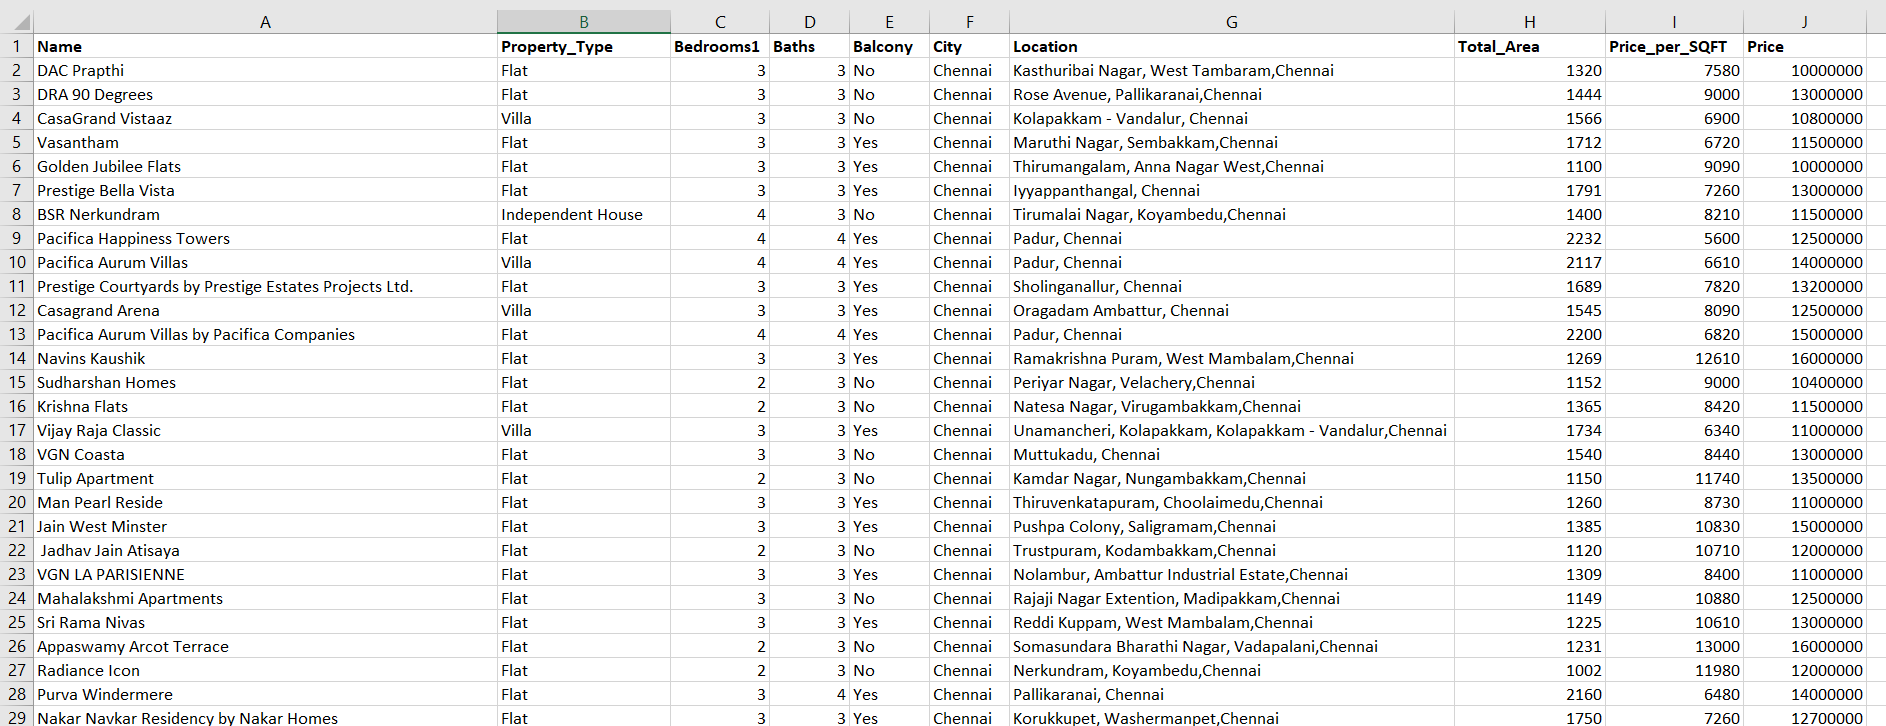 A B C D E F G H I J
1 Name Property_Type Bedrooms1 Baths Balcony City Location Total_Area Price_per_SQFT Price
2 DAC Prapthi Flat 3 3 No Chennai Kasthuribai Nagar, West Tambaram,Chennai 1320 7580 10000000
3 DRA 90 Degrees Flat 3 3 No Chennai Rose Avenue, Pallikaranai,Chennai 1444 9000 13000000
4 CasaGrand Vistaaz Villa 3 3 No Chennai Kolapakkam - Vandalur, Chennai 1566 6900 10800000
5 Vasantham Flat 3 3 Yes Chennai Maruthi Nagar, Sembakkam,Chennai 1712 6720 11500000
6 Golden Jubilee Flats Flat 3 3 Yes Chennai Thirumangalam, Anna Nagar West,Chennai 1100 9090 10000000
7 Prestige Bella Vista Flat 3 3 Yes Chennai Iyyappanthangal, Chennai 1791 7260 13000000
8 BSR Nerkundram Independent House 4 3 No Chennai Tirumalai Nagar, Koyambedu,Chennai 1400 8210 11500000
9 Pacifica Happiness Towers Flat 4 4 Yes Chennai Padur, Chennai 2232 5600 12500000
10 Pacifica Aurum Villas Villa 4 4 Yes Chennai Padur, Chennai 2117 6610 14000000
11 Prestige Courtyards by Prestige Estates Projects Ltd. Flat 3 3 Yes Chennai Sholinganallur, Chennai 1689 7820 13200000
12 Casagrand Arena Villa 3 3 Yes Chennai Oragadam Ambattur, Chennai 1545 8090 12500000
13 Pacifica Aurum Villas by Pacifica Companies Flat 4 4 Yes Chennai Padur, Chennai 2200 6820 15000000
14 Navins Kaushik Flat 3 3 Yes Chennai Ramakrishna Puram, West Mambalam,Chennai 1269 12610 16000000
15 Sudharshan Homes Flat 2 3 No Chennai Periyar Nagar, Velachery,Chennai 1152 9000 10400000
16 Krishna Flats Flat 2 3 No Chennai Natesa Nagar, Virugambakkam,Chennai 1365 8420 11500000
17 Vijay Raja Classic Villa 3 3 Yes Chennai Unamancheri, Kolapakkam, Kolapakkam - Vandalur,Chennai 1734 6340 11000000
18 VGN Coasta Flat 3 3 No Chennai Muttukadu, Chennai 1540 8440 13000000
19 Tulip Apartment Flat 2 3 No Chennai Kamdar Nagar, Nungambakkam,Chennai 1150 11740 13500000
20 Man Pearl Reside Flat 3 3 Yes Chennai Thiruvenkatapuram, Choolaimedu,Chennai 1260 8730 11000000
21 Jain West Minster Flat 3 3 Yes Chennai Pushpa Colony, Saligramam,Chennai 1385 10830 15000000
22 Jadhav Jain Atisaya Flat 2 3 No Chennai Trustpuram, Kodambakkam,Chennai 1120 10710 12000000
23 VGN LA PARISIENNE Flat 3 3 Yes Chennai Nolambur, Ambattur Industrial Estate,Chennai 1309 8400 11000000
24 Mahalakshmi Apartments Flat 3 3 No Chennai Rajaji Nagar Extention, Madipakkam,Chennai 1149 10880 12500000
25 Sri Rama Nivas Flat 3 3 Yes Chennai Reddi Kuppam, West Mambalam,Chennai 1225 10610 13000000
26 Appaswamy Arcot Terrace Flat 2 3 No Chennai Somasundara Bharathi Nagar, Vadapalani,Chennai 1231 13000 16000000
27 Radiance Icon Flat 2 3 No Chennai Nerkundram, Koyambedu,Chennai 1002 11980 12000000
28 Purva Windermere Flat 3 4 Yes Chennai Pallikaranai, Chennai 2160 6480 14000000
29 Nakar Navkar Residency by Nakar Homes Flat 3 3 Yes Chennai Korukkupet, Washermanpet,Chennai 1750 7260 12700000